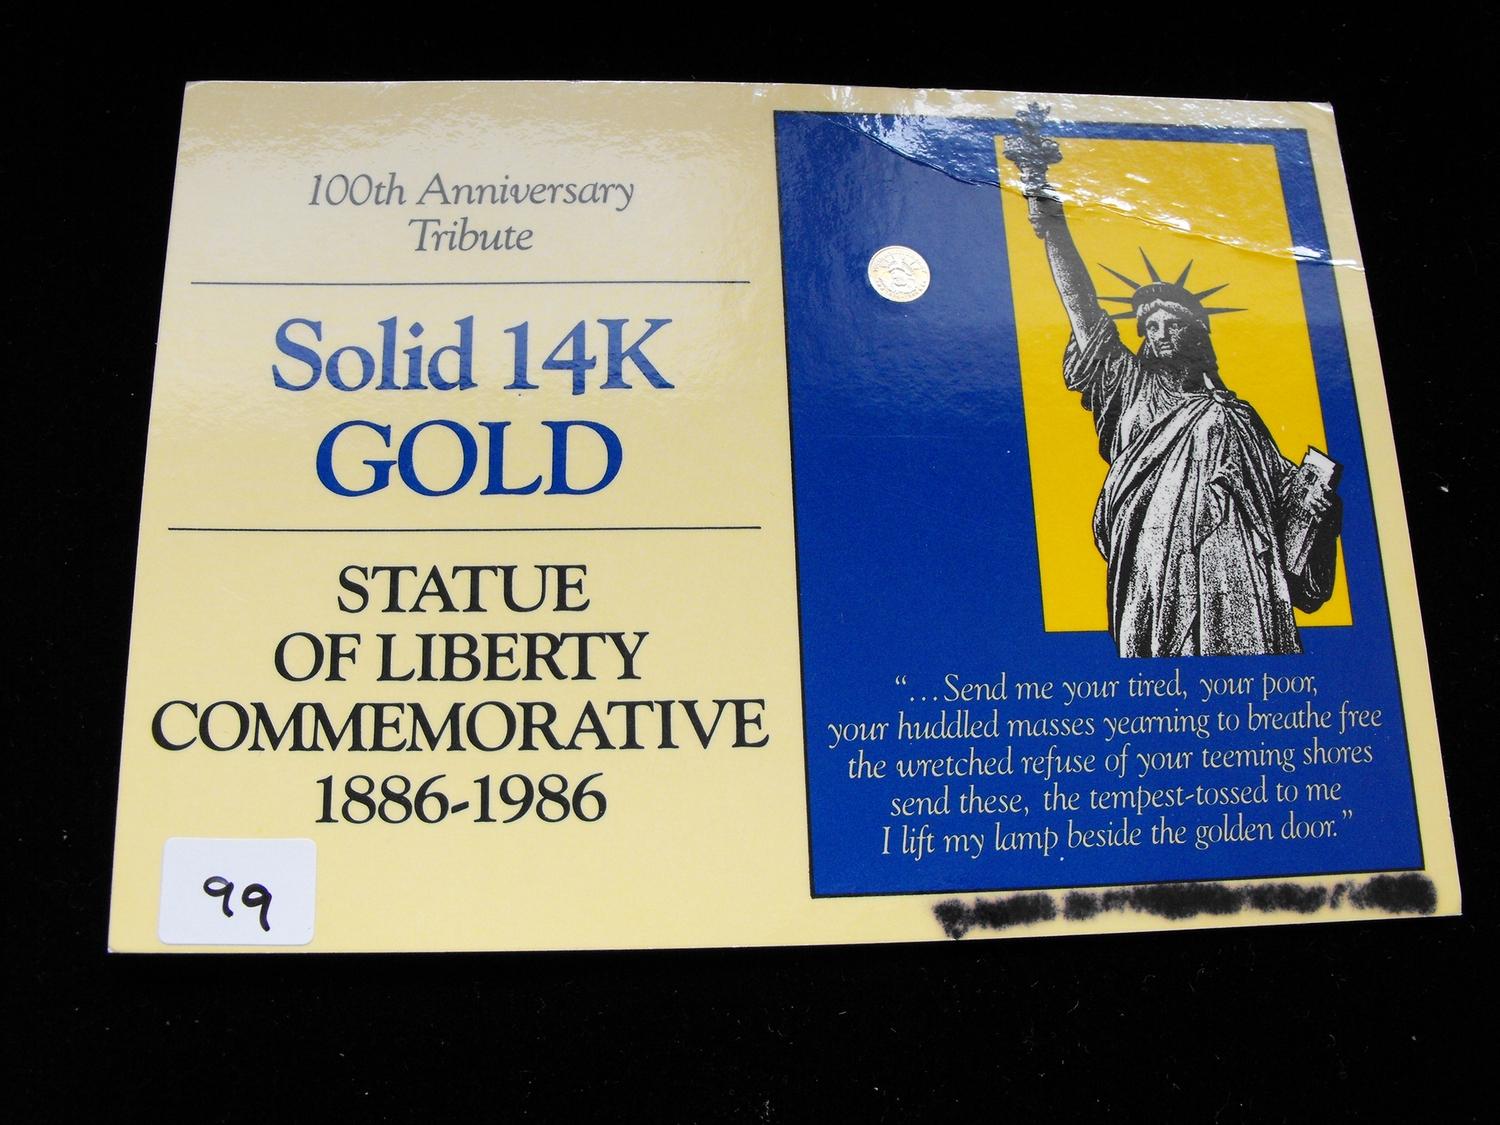 100th Anniversary
Tribute
Solid 14K
GOLD
STATUE
OF LIBERTY
COMMEMORATIVE
1886-1986
99
“...Send me your tired, your poor,
your huddled masses yearning to breathe free
the wretched refuse of your teeming shores
send these, the tempest-tossed to me
I lift my lamp beside the golden door.”